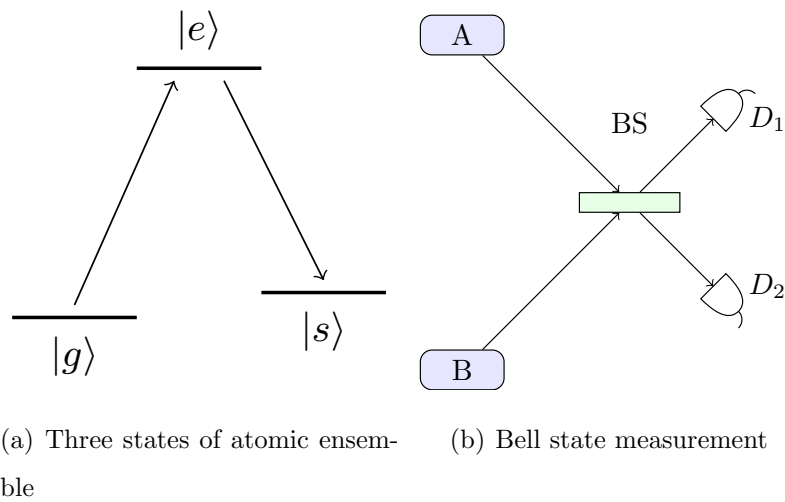 |e⟩
|g⟩
|s⟩
A
BS
D₁
D₂
B
(a) Three states of atomic ensem-
ble
(b) Bell state measurement